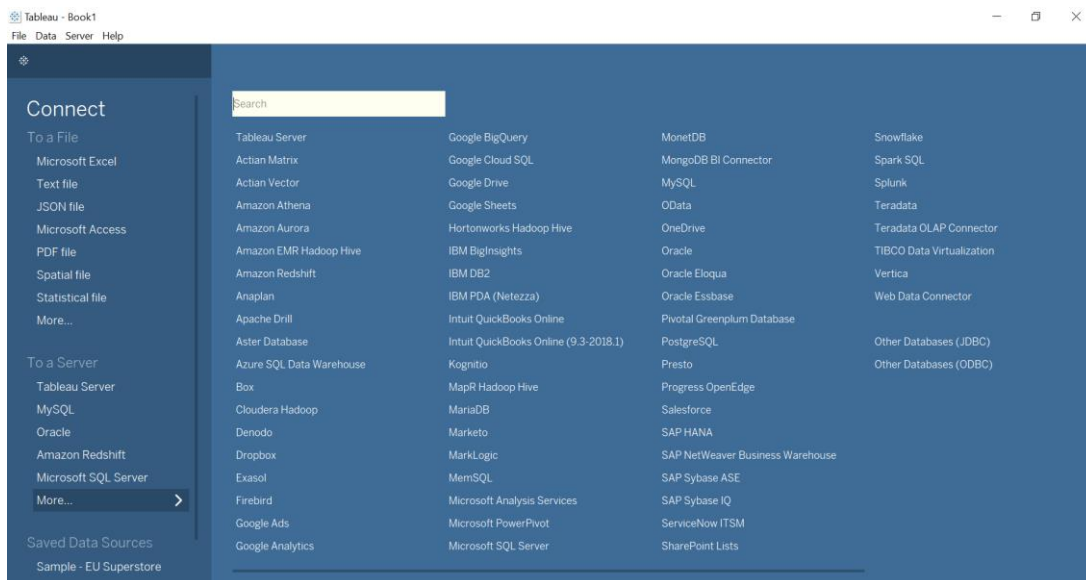 Tableau - Book1
File Data Server Help
Connect
To a File
Microsoft Excel
Text file
JSON file
Microsoft Access
PDF file
Spatial file
Statistical file
More...
To a Server
Tableau Server
MySQL
Oracle
Amazon Redshift
Microsoft SQL Server
More...
Saved Data Sources
Sample - EU Superstore
Search
Tableau Server
Actian Matrix
Actian Vector
Amazon Athena
Amazon Aurora
Amazon EMR Hadoop Hive
Amazon Redshift
Anaplan
Apache Drill
Aster Database
Azure SQL Data Warehouse
Box
Cloudera Hadoop
Denodo
Dropbox
Exasol
Firebird
Google Ads
Google Analytics
Google BigQuery
Google Cloud SQL
Google Drive
Google Sheets
Hortonworks Hadoop Hive
IBM BigInsights
IBM DB2
IBM PDA (Netezza)
Intuit QuickBooks Online
Intuit QuickBooks Online (9.3-2018.1)
Kognitio
MapR Hadoop Hive
MariaDB
Marketo
MarkLogic
MemSQL
Microsoft Analysis Services
Microsoft PowerPivot
Microsoft SQL Server
MonetDB
MongoDB BI Connector
MySQL
OData
OneDrive
Oracle
Oracle Eloqua
Oracle Essbase
Pivotal Greenplum Database
PostgreSQL
Presto
Progress OpenEdge
Salesforce
SAP HANA
SAP NetWeaver Business Warehouse
SAP Sybase ASE
SAP Sybase IQ
ServiceNow ITSM
SharePoint Lists
Snowflake
Spark SQL
Splunk
Teradata
Teradata OLAP Connector
TIBCO Data Virtualization
Vertica
Web Data Connector
Other Databases (JDBC)
Other Databases (ODBC)